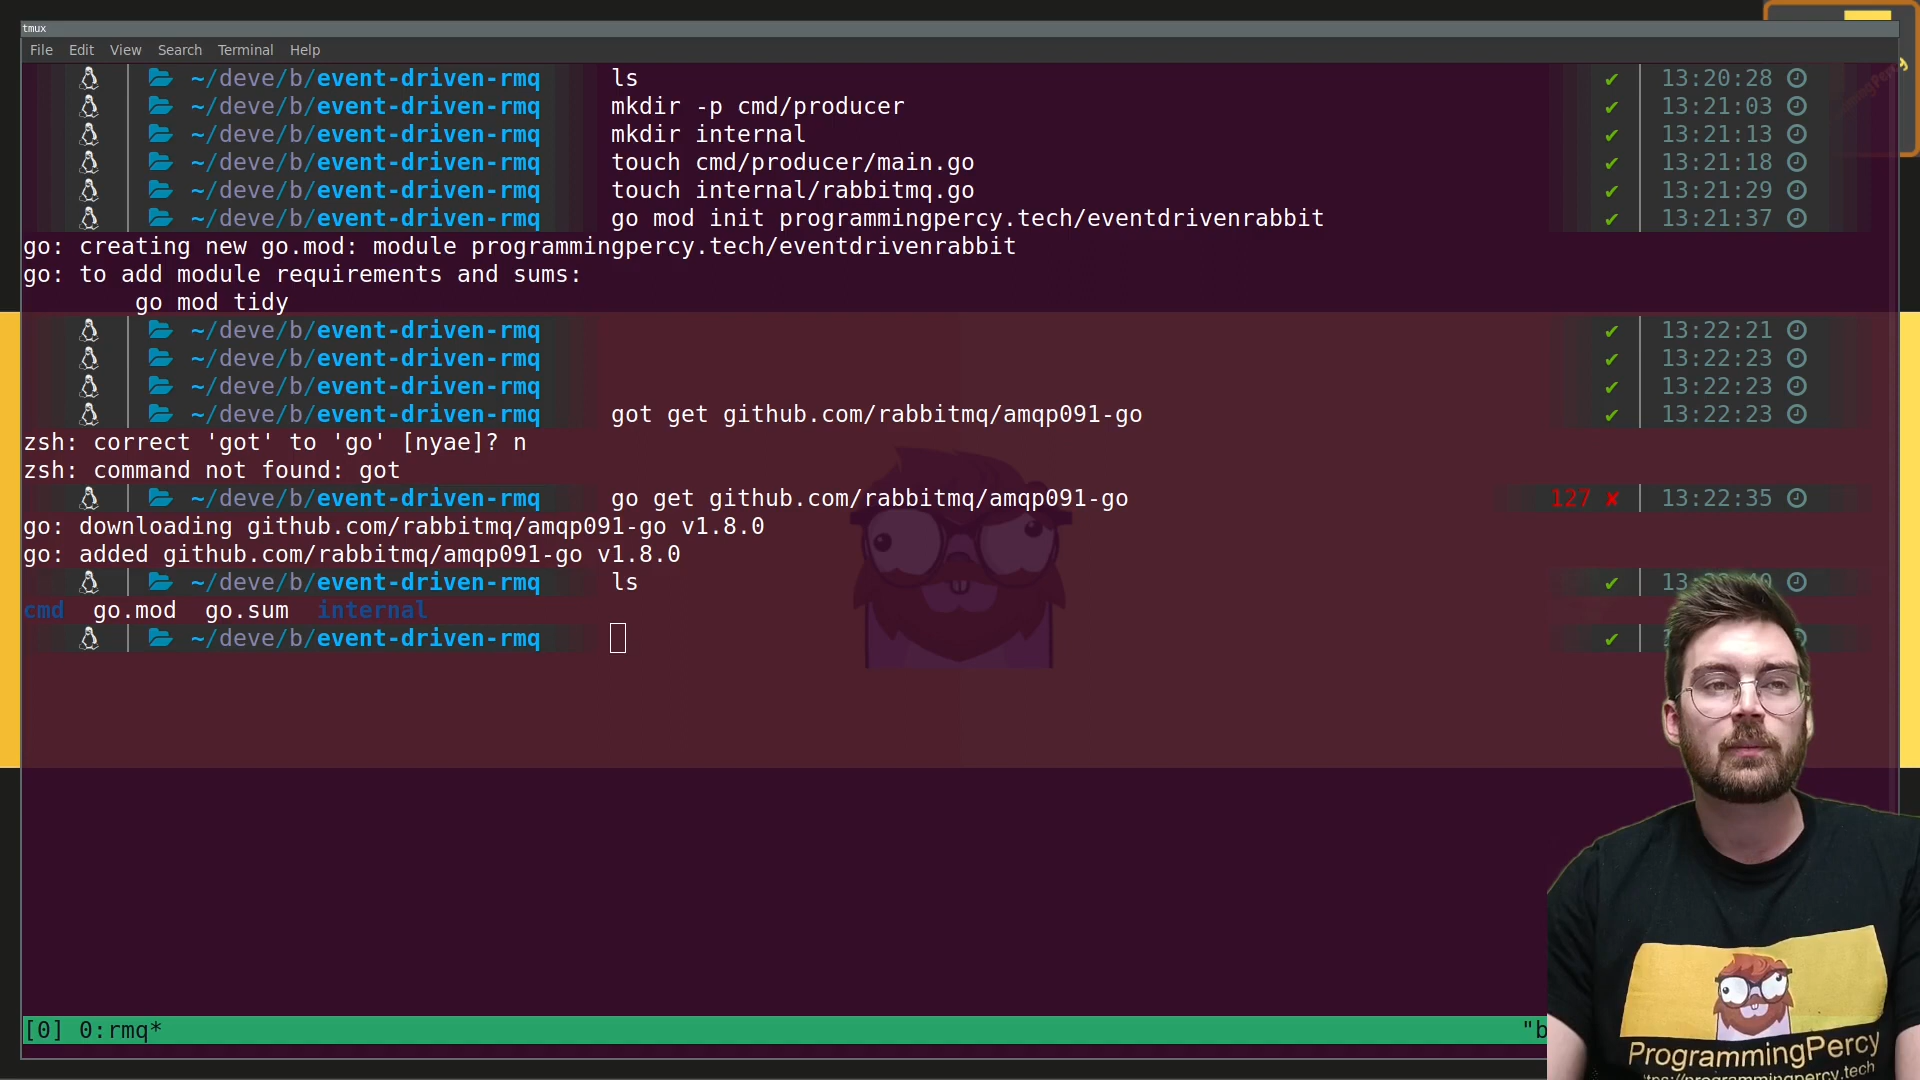 tmux
File Edit View Search Terminal Help
~/deve/b/event-driven-rmq ls ✔ 13:20:28
~/deve/b/event-driven-rmq mkdir -p cmd/producer ✔ 13:21:03
~/deve/b/event-driven-rmq mkdir internal ✔ 13:21:13
~/deve/b/event-driven-rmq touch cmd/producer/main.go ✔ 13:21:18
~/deve/b/event-driven-rmq touch internal/rabbitmq.go ✔ 13:21:29
~/deve/b/event-driven-rmq go mod init programmingpercy.tech/eventdrivenrabbit ✔ 13:21:37
go: creating new go.mod: module programmingpercy.tech/eventdrivenrabbit
go: to add module requirements and sums:
go mod tidy
~/deve/b/event-driven-rmq ✔ 13:22:21
~/deve/b/event-driven-rmq ✔ 13:22:23
~/deve/b/event-driven-rmq ✔ 13:22:23
~/deve/b/event-driven-rmq got get github.com/rabbitmq/amqp091-go ✔ 13:22:23
zsh: correct 'got' to 'go' [nyae]? n
zsh: command not found: got
~/deve/b/event-driven-rmq go get github.com/rabbitmq/amqp091-go 127 ✘ 13:22:35
go: downloading github.com/rabbitmq/amqp091-go v1.8.0
go: added github.com/rabbitmq/amqp091-go v1.8.0
~/deve/b/event-driven-rmq ls ✔
cmd go.mod go.sum internal
~/deve/b/event-driven-rmq ✔
[0] 0:rmq* "b
ProgrammingPercy
programmingpercy.tech